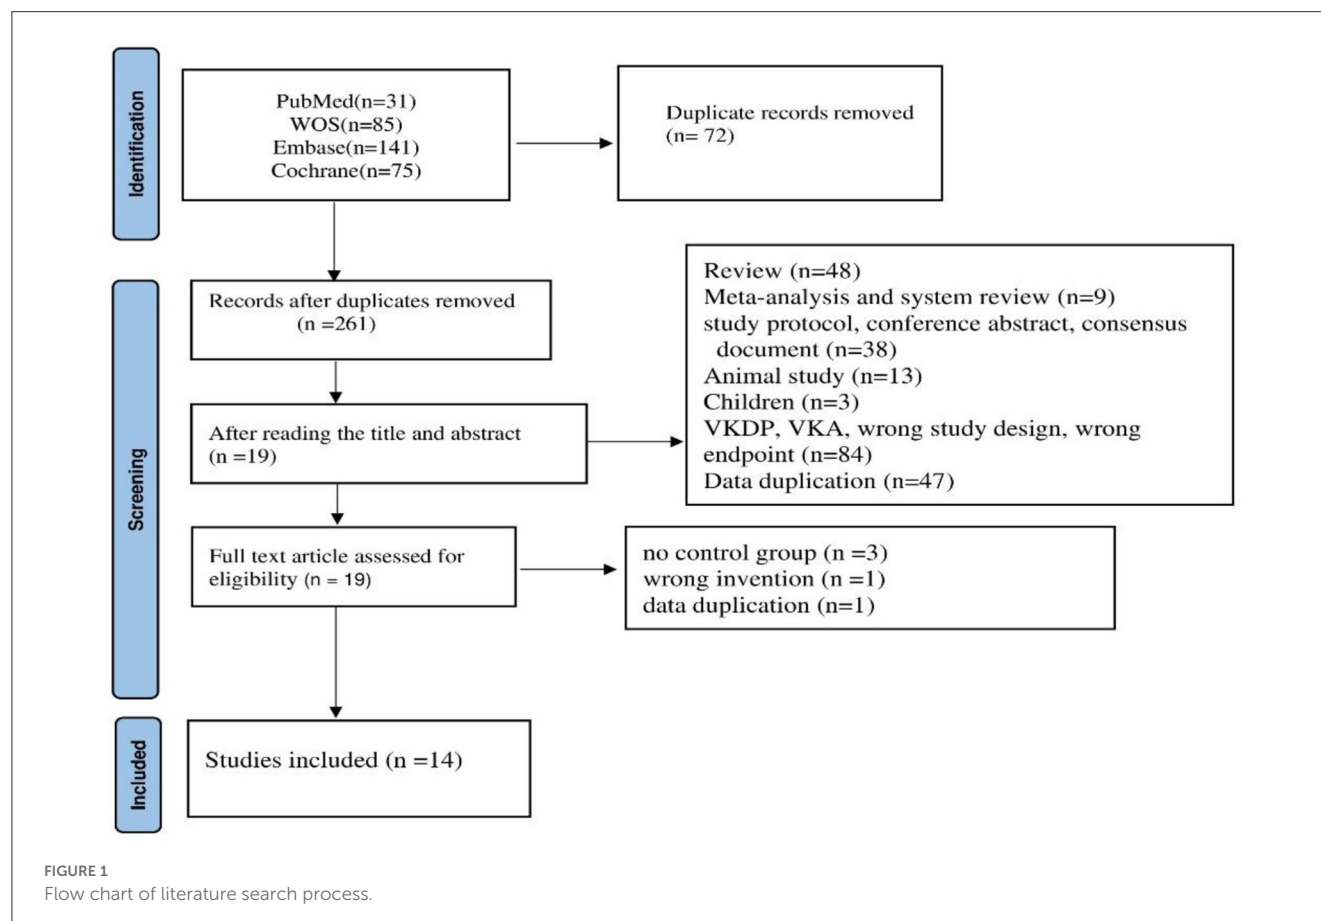 Identification
PubMed(n=31)
WOS(n=85)
Embase(n=141)
Cochrane(n=75)
Duplicate records removed
(n= 72)
Screening
Records after duplicates removed
(n =261)
After reading the title and abstract
(n =19)
Review (n=48)
Meta-analysis and system review (n=9)
study protocol, conference abstract, consensus
document (n=38)
Animal study (n=13)
Children (n=3)
VKDP, VKA, wrong study design, wrong
endpoint (n=84)
Data duplication (n=47)
Full text article assessed for
eligibility (n = 19)
no control group (n =3)
wrong invention (n =1)
data duplication (n=1)
Included
Studies included (n =14)
FIGURE 1
Flow chart of literature search process.